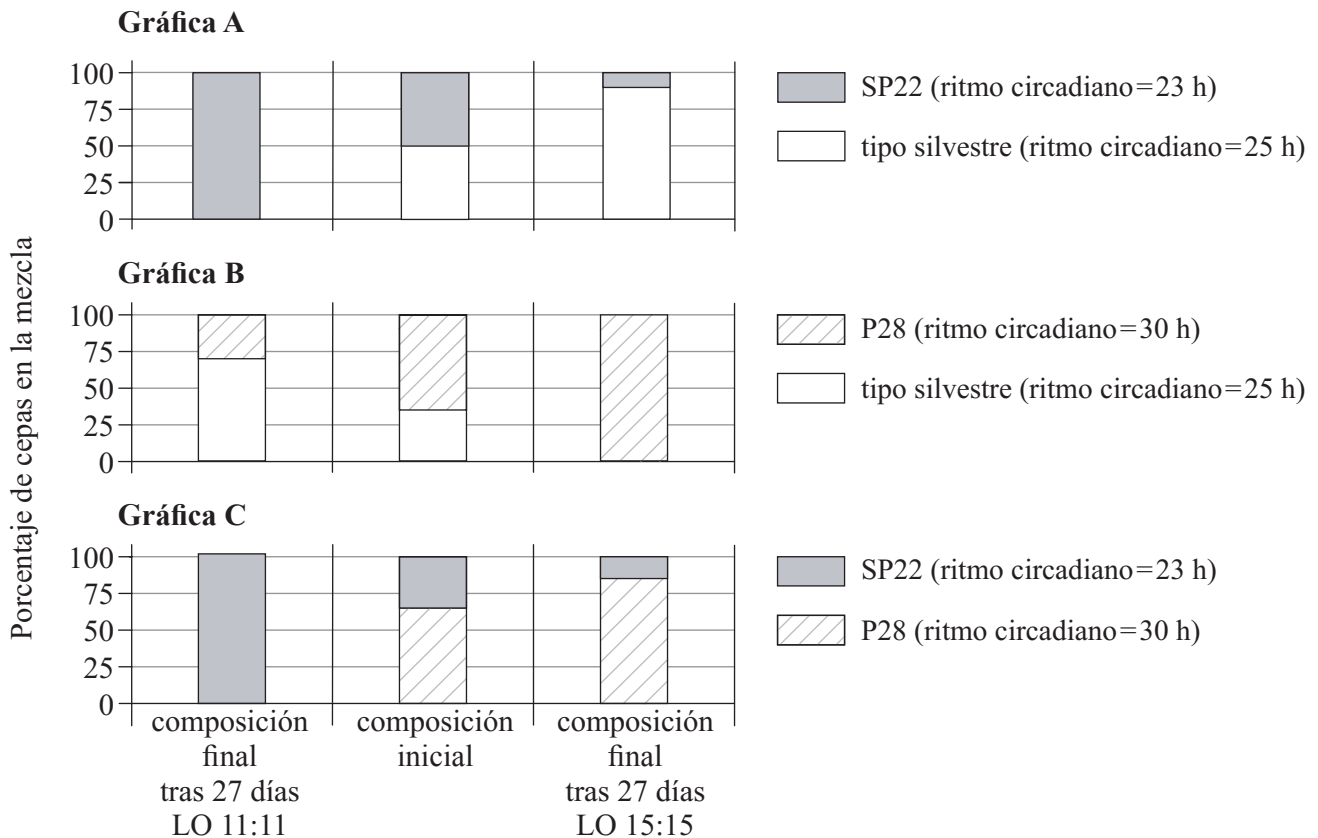 Gráfica A
100
75
50
25
0
SP22 (ritmo circadiano=23 h)
tipo silvestre (ritmo circadiano=25 h)
Porcentaje de cepas en la mezcla
Gráfica B
100
75
50
25
0
P28 (ritmo circadiano=30 h)
tipo silvestre (ritmo circadiano=25 h)
Gráfica C
100
75
50
25
0
SP22 (ritmo circadiano=23 h)
P28 (ritmo circadiano=30 h)
composición
final
tras 27 días
LO 11:11
composición
inicial
composición
final
tras 27 días
LO 15:15